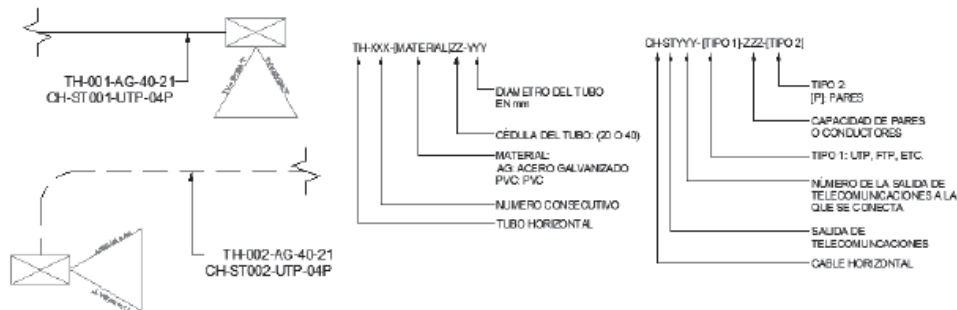 TH-001-AG-40-21
CH-ST001-UTP-04P
TH-002-AG-40-21
CH-ST002-UTP-04P
TH-XXX-[MATERIAL]ZZ-YYY
DIAMETRO DEL TUBO
EN mm
CÉDULA DEL TUBO: (20 O 40)
MATERIAL:
AG: ACERO GALVANIZADO
PVC: PVC
NUMERO CONSECUTIVO
TUBO HORIZONTAL
CH-STYYY-[TIPO 1]-ZZZ-[TIPO 2]
TIPO 2:
[P]: PARES
CAPACIDAD DE PARES
O CONDUCTORES
TIPO 1: UTP, FTP, ETC.
NÚMERO DE LA SALIDA DE
TELECOMUNICACIONES A LA
QUE SE CONECTA
SALIDA DE
TELECOMUNCACIONES
CABLE HORIZONTAL